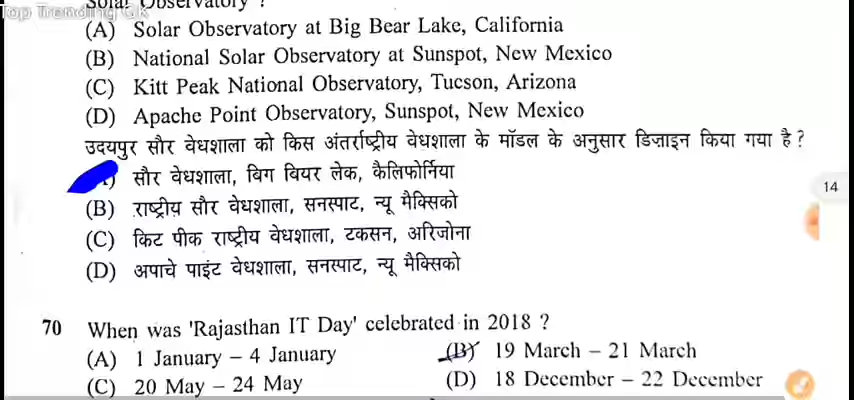 Solar Observatory ?
Top Trending GK
(A) Solar Observatory at Big Bear Lake, California
(B) National Solar Observatory at Sunspot, New Mexico
(C) Kitt Peak National Observatory, Tucson, Arizona
(D) Apache Point Observatory, Sunspot, New Mexico
उदयपुर सौर वेधशाला को किस अंतर्राष्ट्रीय वेधशाला के मॉडल के अनुसार डिज़ाइन किया गया है ?
सौर वेधशाला, बिग बियर लेक, कैलिफोर्निया
14
(B) राष्ट्रीय सौर वेधशाला, सनस्पाट, न्यू मैक्सिको
(C) किट पीक राष्ट्रीय वेधशाला, टकसन, अरिजोना
(D) अपाचे पाइंट वेधशाला, सनस्पाट, न्यू मैक्सिको
70 When was 'Rajasthan IT Day' celebrated in 2018 ?
(A) 1 January – 4 January (B) 19 March – 21 March
(C) 20 May – 24 May (D) 18 December – 22 December